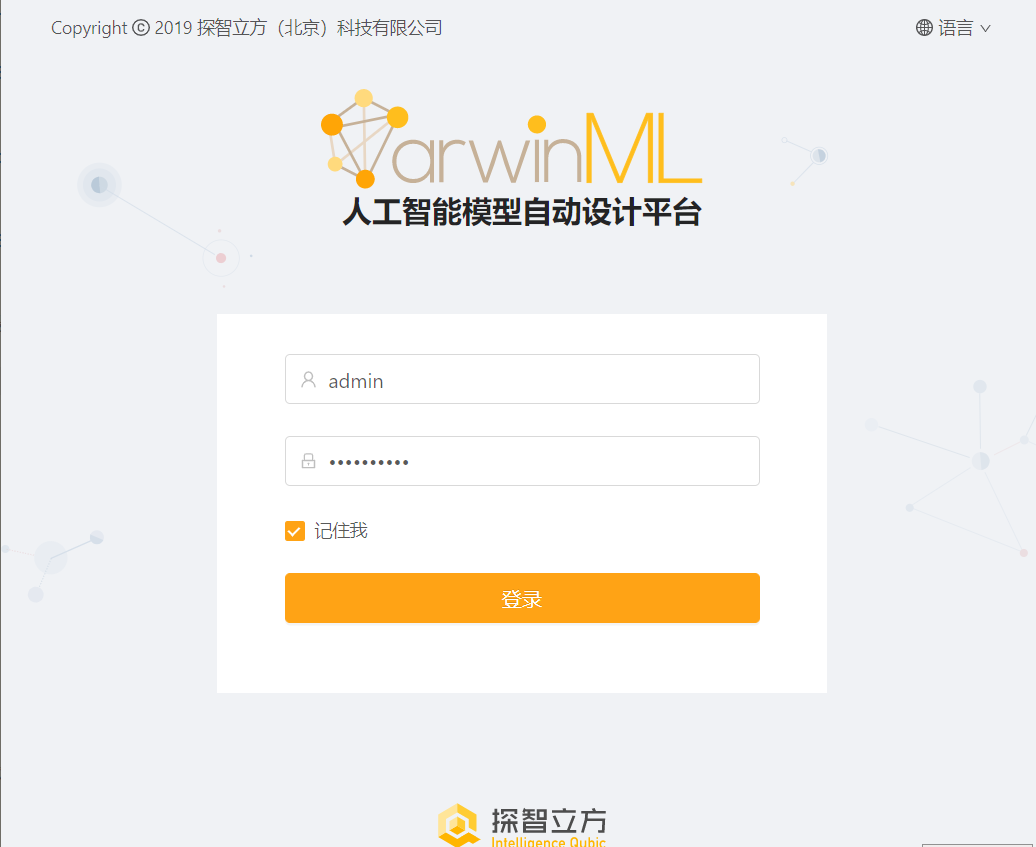 Copyright © 2019 探智立方（北京）科技有限公司
语言
DarwinML
人工智能模型自动设计平台
admin
••••••••••
记住我
登录
探智立方
Intelligence Qubic